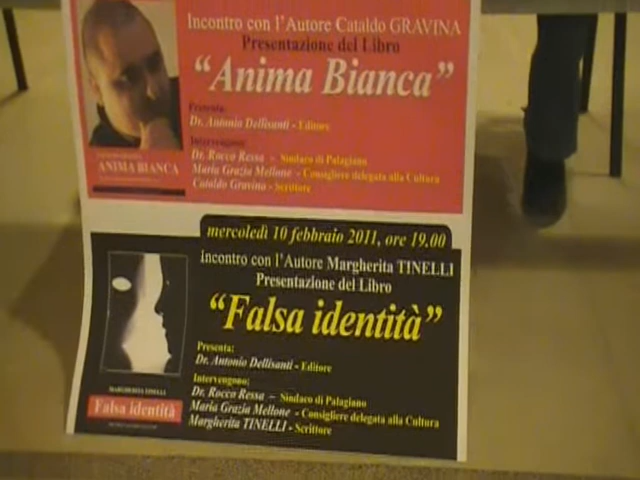 Incontro con l'Autore Cataldo GRAVINA
Presentazione del Libro
“Anima Bianca”
Presenta:
Dr. Antonio Dellisanti - Editore
Intervengono:
Dr. Rocco Ressa – Sindaco di Palagiano
Maria Grazia Mellone - Consigliere delegata alla Cultura
Cataldo Gravina - Scrittore
ANIMA BIANCA
mercoledì 10 febbraio 2011, ore 19,00
incontro con l'Autore Margherita TINELLI
Presentazione del Libro
“Falsa identità”
Presenta:
Dr. Antonio Dellisanti - Editore
Intervengono:
Dr. Rocco Ressa – Sindaco di Palagiano
Maria Grazia Mellone - Consigliere delegata alla Cultura
Margherita TINELLI - Scrittore
MARGHERITA TINELLI
Falsa identità